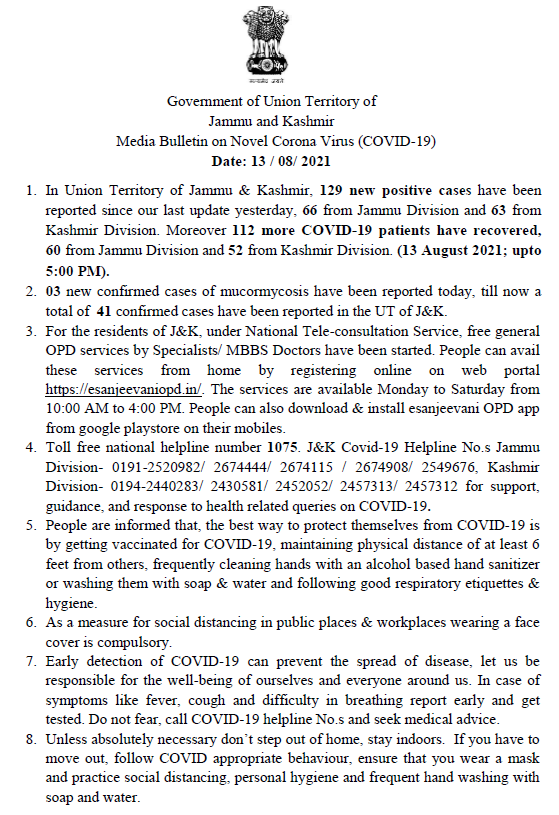 सत्यमेव जयते
Government of Union Territory of
Jammu and Kashmir
Media Bulletin on Novel Corona Virus (COVID-19)
Date: 13 / 08/ 2021
1. In Union Territory of Jammu & Kashmir, 129 new positive cases have been
reported since our last update yesterday, 66 from Jammu Division and 63 from
Kashmir Division. Moreover 112 more COVID-19 patients have recovered,
60 from Jammu Division and 52 from Kashmir Division. (13 August 2021; upto
5:00 PM).
2. 03 new confirmed cases of mucormycosis have been reported today, till now a
total of 41 confirmed cases have been reported in the UT of J&K.
3. For the residents of J&K, under National Tele-consultation Service, free general
OPD services by Specialists/ MBBS Doctors have been started. People can avail
these services from home by registering online on web portal
https://esanjeevaniopd.in/. The services are available Monday to Saturday from
10:00 AM to 4:00 PM. People can also download & install esanjeevani OPD app
from google playstore on their mobiles.
4. Toll free national helpline number 1075. J&K Covid-19 Helpline No.s Jammu
Division- 0191-2520982/ 2674444/ 2674115 / 2674908/ 2549676, Kashmir
Division- 0194-2440283/ 2430581/ 2452052/ 2457313/ 2457312 for support,
guidance, and response to health related queries on COVID-19.
5. People are informed that, the best way to protect themselves from COVID-19 is
by getting vaccinated for COVID-19, maintaining physical distance of at least 6
feet from others, frequently cleaning hands with an alcohol based hand sanitizer
or washing them with soap & water and following good respiratory etiquettes &
hygiene.
6. As a measure for social distancing in public places & workplaces wearing a face
cover is compulsory.
7. Early detection of COVID-19 can prevent the spread of disease, let us be
responsible for the well-being of ourselves and everyone around us. In case of
symptoms like fever, cough and difficulty in breathing report early and get
tested. Do not fear, call COVID-19 helpline No.s and seek medical advice.
8. Unless absolutely necessary don’t step out of home, stay indoors. If you have to
move out, follow COVID appropriate behaviour, ensure that you wear a mask
and practice social distancing, personal hygiene and frequent hand washing with
soap and water.